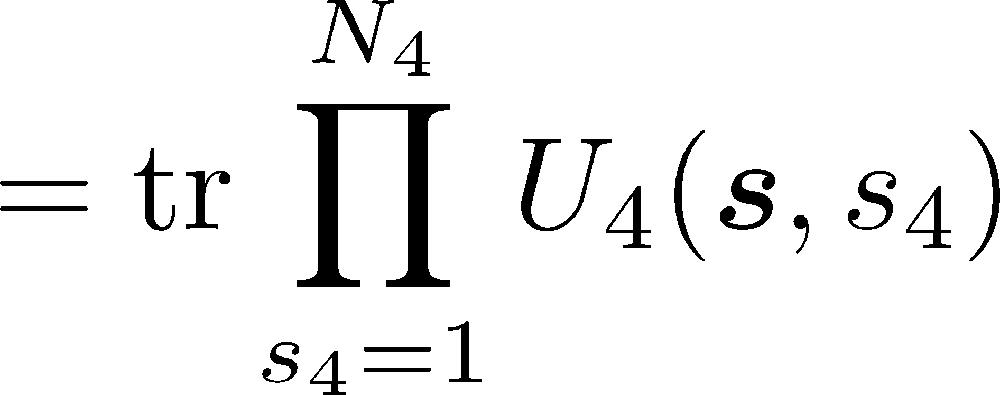 = tr ∏_{s_4=1}^{N_4} U_4(𝒔, s_4)